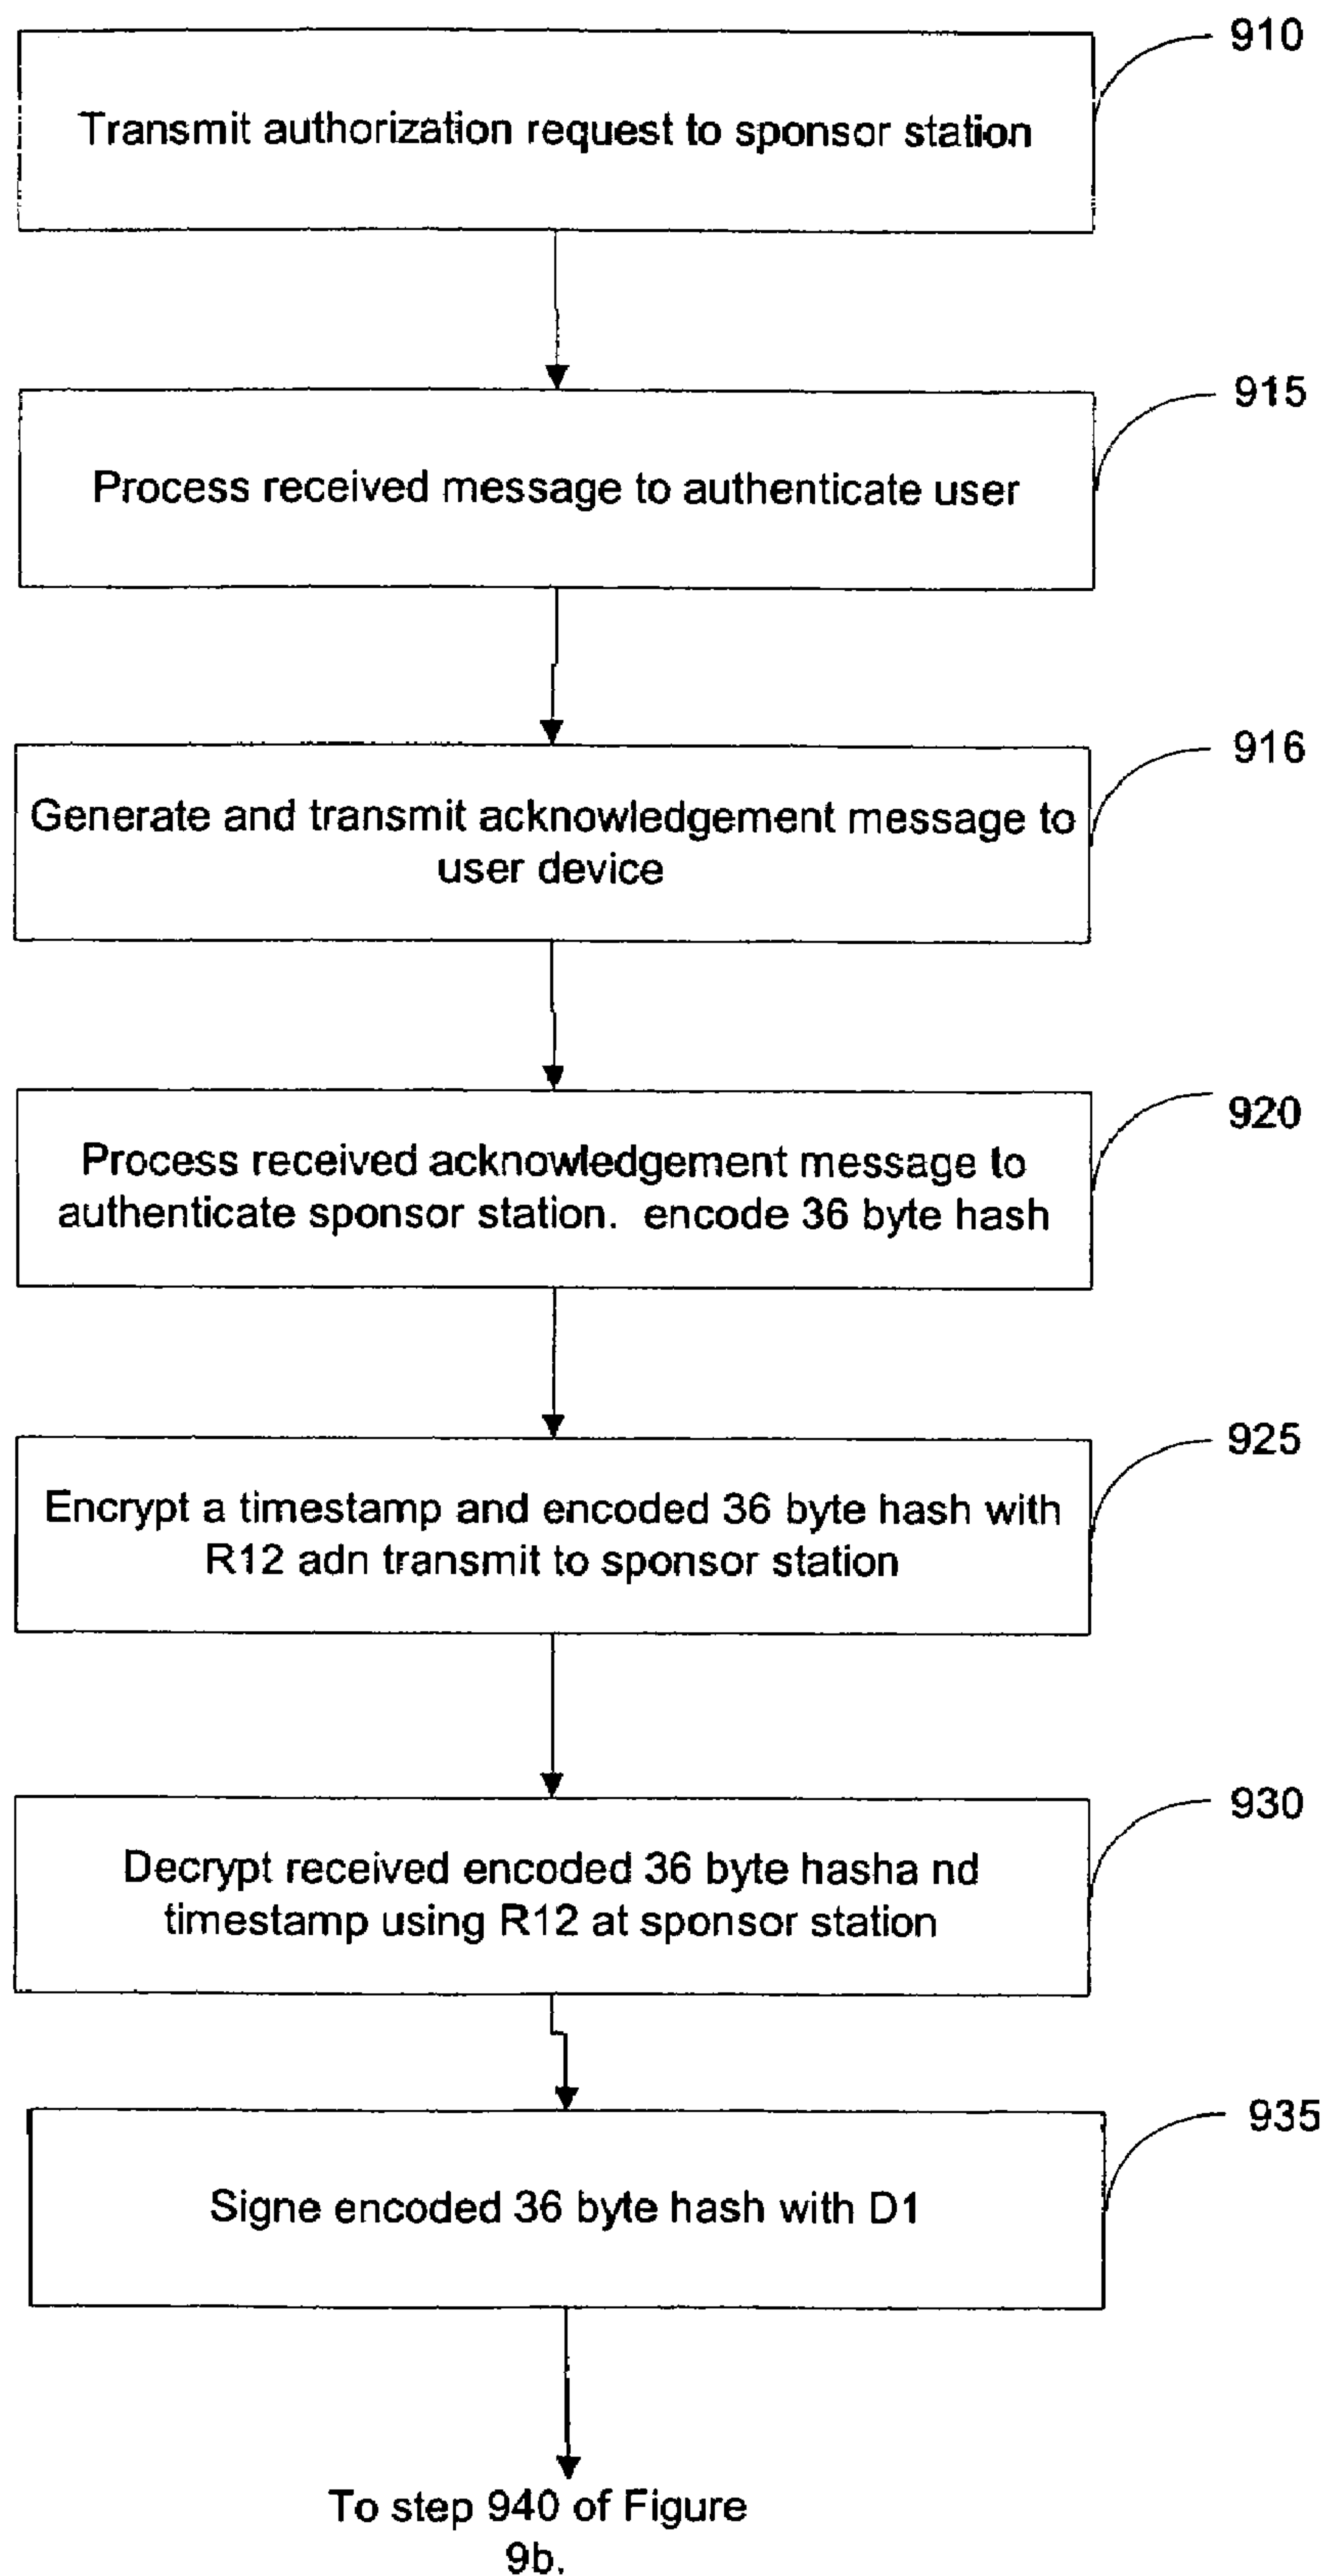 910
Transmit authorization request to sponsor station
915
Process received message to authenticate user
916
Generate and transmit acknowledgement message to
user device
920
Process received acknowledgement message to
authenticate sponsor station. encode 36 byte hash
925
Encrypt a timestamp and encoded 36 byte hash with
R12 adn transmit to sponsor station
930
Decrypt received encoded 36 byte hasha nd
timestamp using R12 at sponsor station
935
Signe encoded 36 byte hash with D1
To step 940 of Figure
9b.